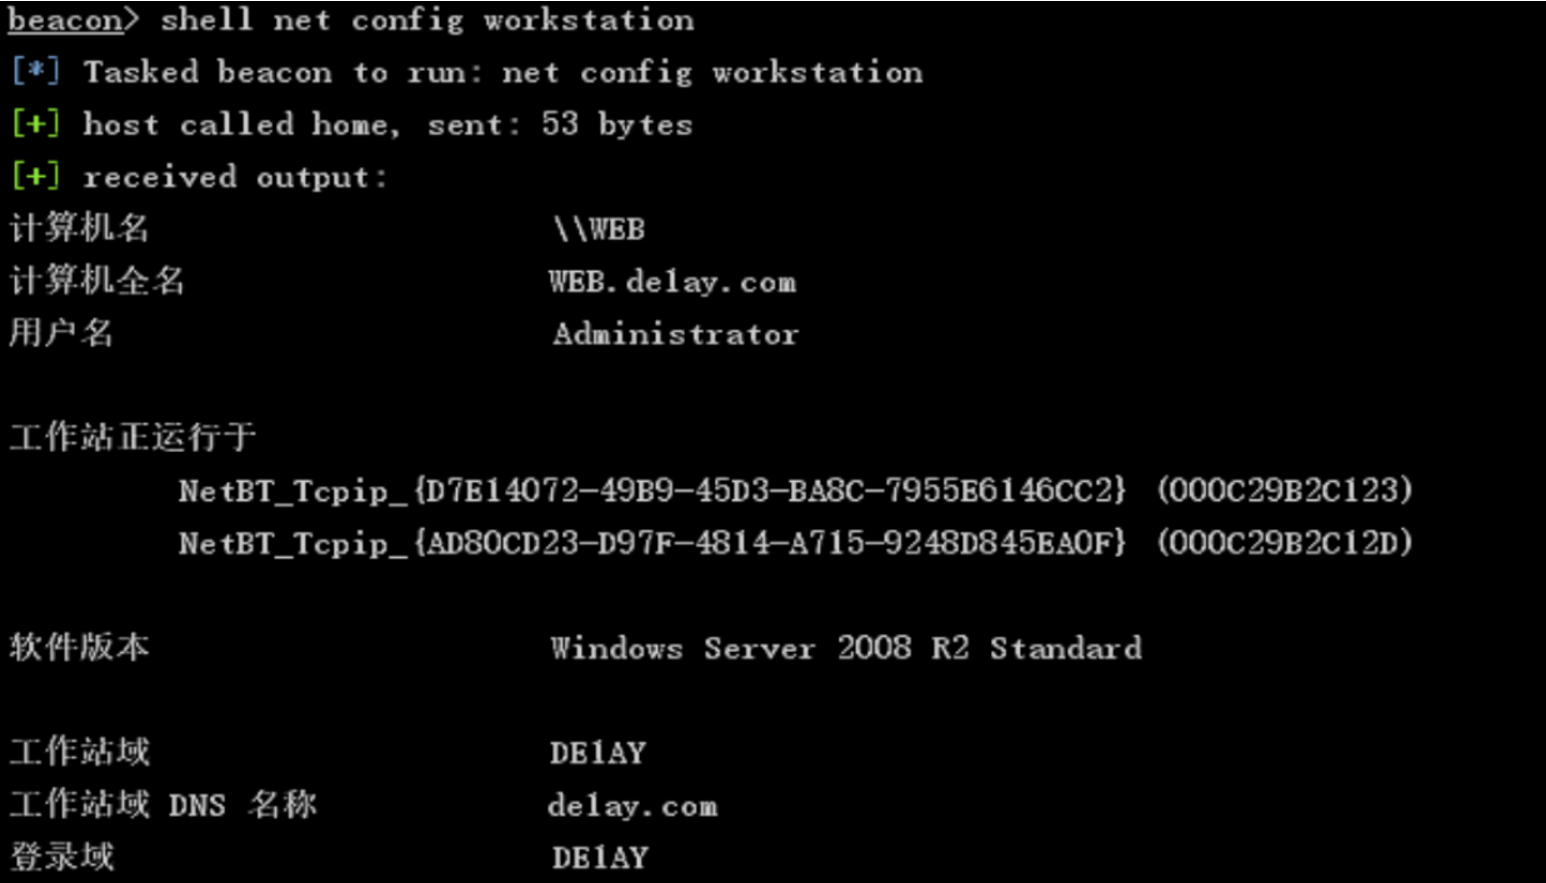 beacon> shell net config workstation
[*] Tasked beacon to run: net config workstation
[+] host called home, sent: 53 bytes
[+] received output:
计算机名 \\WEB
计算机全名 WEB.de1ay.com
用户名 Administrator
工作站正运行于
NetBT_Tcpip_{D7E14072-49B9-45D3-BA8C-7955E6146CC2} (000C29B2C123)
NetBT_Tcpip_{AD80CD23-D97F-4814-A715-9248D845EA0F} (000C29B2C12D)
软件版本 Windows Server 2008 R2 Standard
工作站域 DE1AY
工作站域 DNS 名称 de1ay.com
登录域 DE1AY